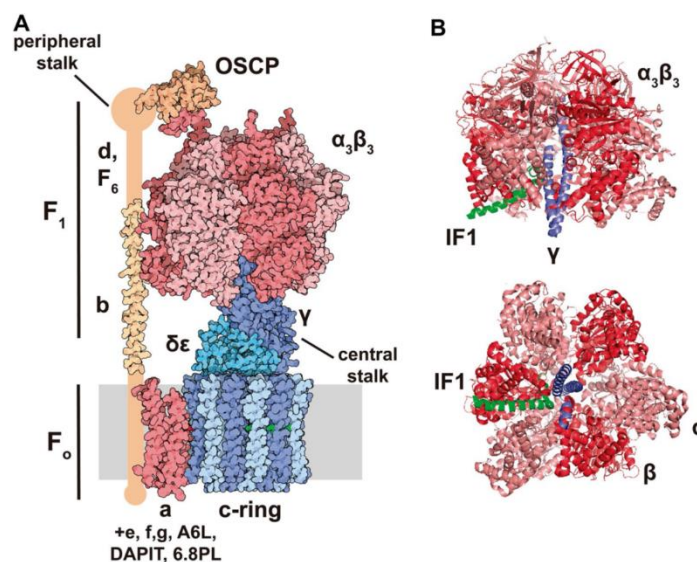 A
peripheral
stalk
OSCP
α₃β₃
d,
F₆
F₁
b
γ
δε
central
stalk
Fₒ
a
c-ring
+e, f,g, A6L,
DAPIT, 6.8PL
B
α₃β₃
IF1
γ
IF1
β